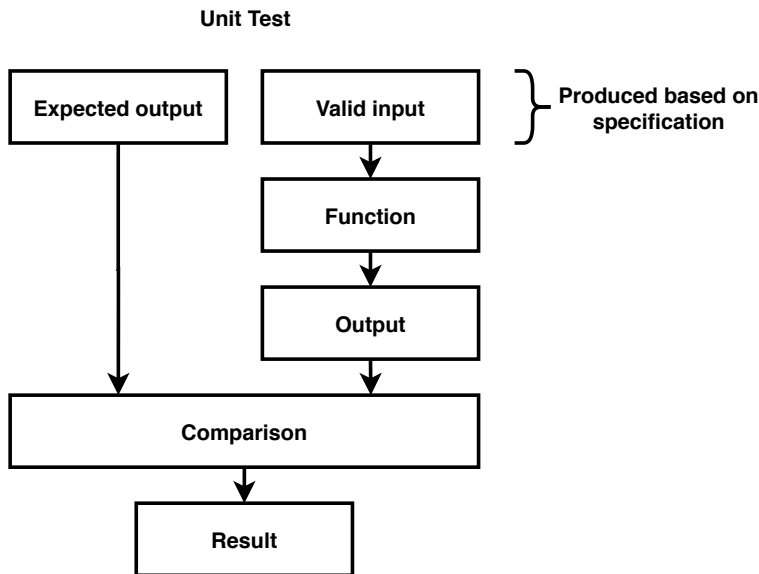 Unit Test
Expected output
Valid input
Produced based on
specification
Function
Output
Comparison
Result